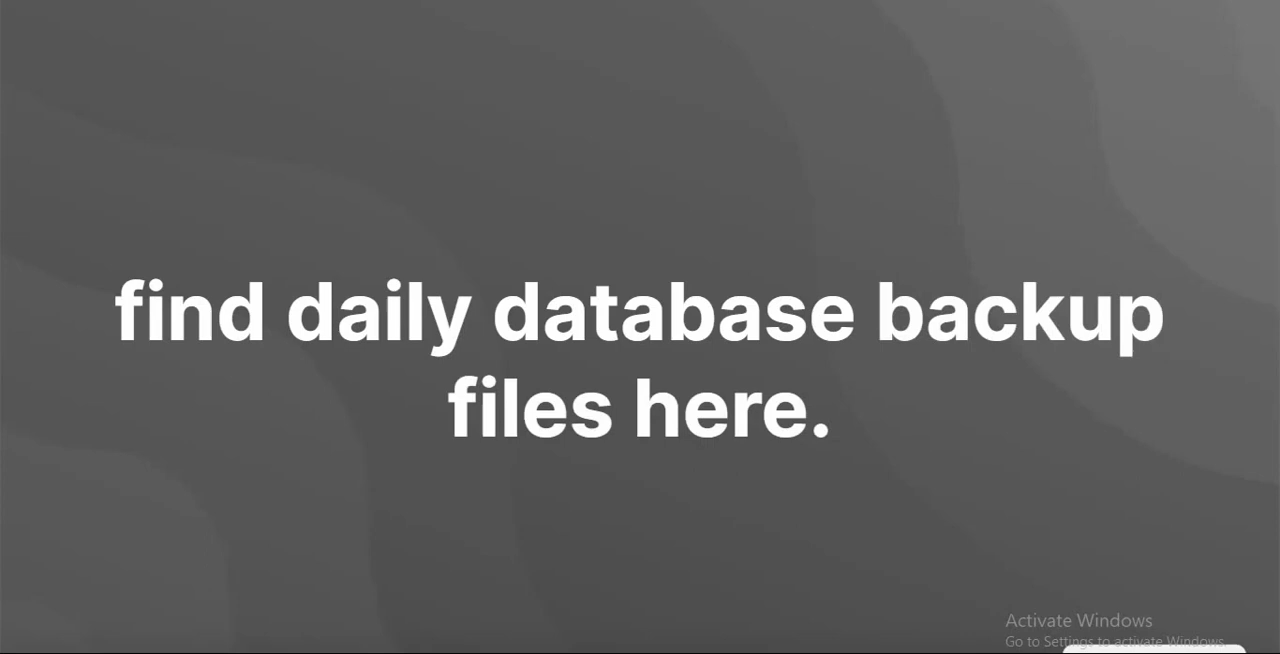 find daily database backup
files here.
Activate Windows
Go to Settings to activate Windows.